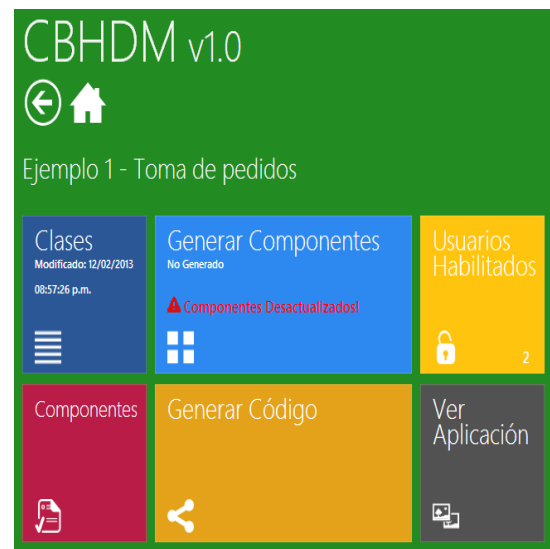 CBHDM v1.0
Ejemplo 1 - Toma de pedidos
Clases
Modificado: 12/02/2013
08:57:26 p.m.
Generar Componentes
No Generado
Componentes Desactualizados!
Usuarios
Habilitados
2
Componentes
Generar Código
Ver
Aplicación